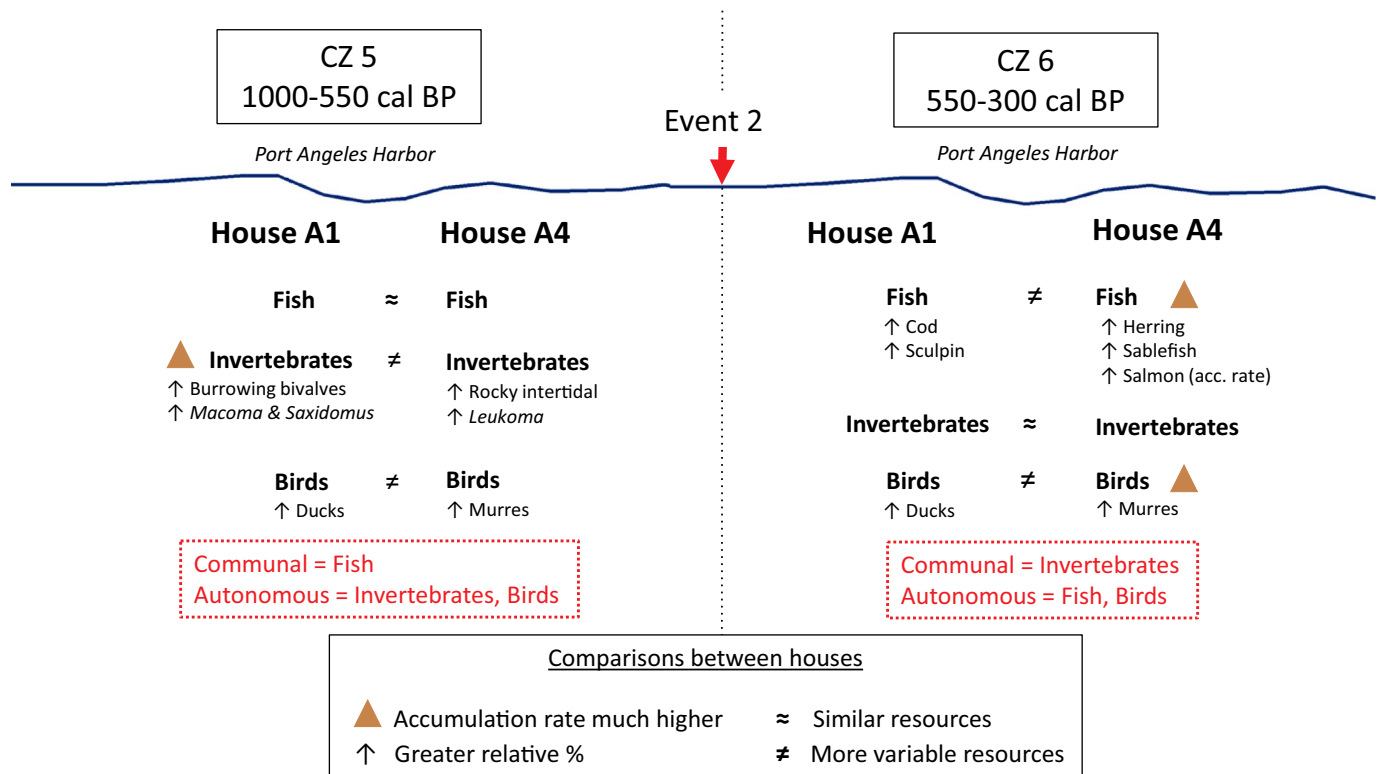 CZ 5
1000-550 cal BP
Port Angeles Harbor
Event 2
CZ 6
550-300 cal BP
Port Angeles Harbor
House A1 House A4
Fish ≈ Fish
Invertebrates ≠ Invertebrates
↑ Burrowing bivalves ↑ Rocky intertidal
↑ Macoma & Saxidomus ↑ Leukoma
Birds ≠ Birds
↑ Ducks ↑ Murres
Communal = Fish
Autonomous = Invertebrates, Birds
House A1 House A4
Fish ≠ Fish
↑ Cod ↑ Herring
↑ Sculpin ↑ Sablefish
↑ Salmon (acc. rate)
Invertebrates ≈ Invertebrates
Birds ≠ Birds
↑ Ducks ↑ Murres
Communal = Invertebrates
Autonomous = Fish, Birds
Comparisons between houses
Accumulation rate much higher ≈ Similar resources
↑ Greater relative % ≠ More variable resources